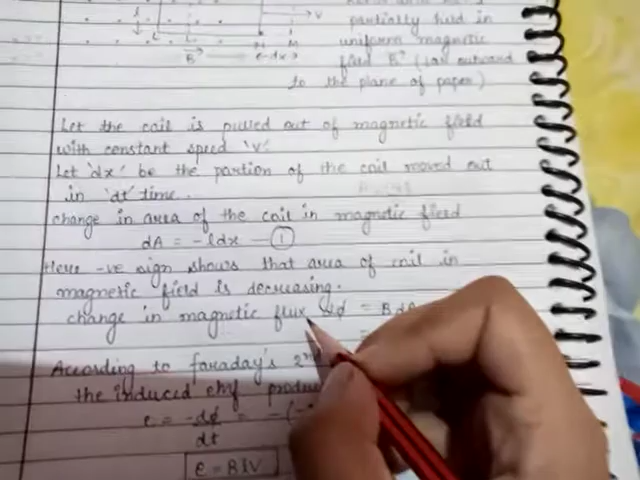 V
partially field in
uniform magnetic
B→ ←dx→ field B→ outward
to the plane of paper)
Let the coil is pulled out of magnetic field
with constant speed 'v'.
Let 'dx' be the partion of the coil moved out
in 'dt' time.
change in area of the coil in magnetic field
dA = -ldx — ①
Here -ve sign shows that area of coil in
magnetic field is decreasing.
change in magnetic flux dϕ = B dA
According to faraday's 2nd
the induced emf
e = -dϕ/dt = -(-
e = BlV